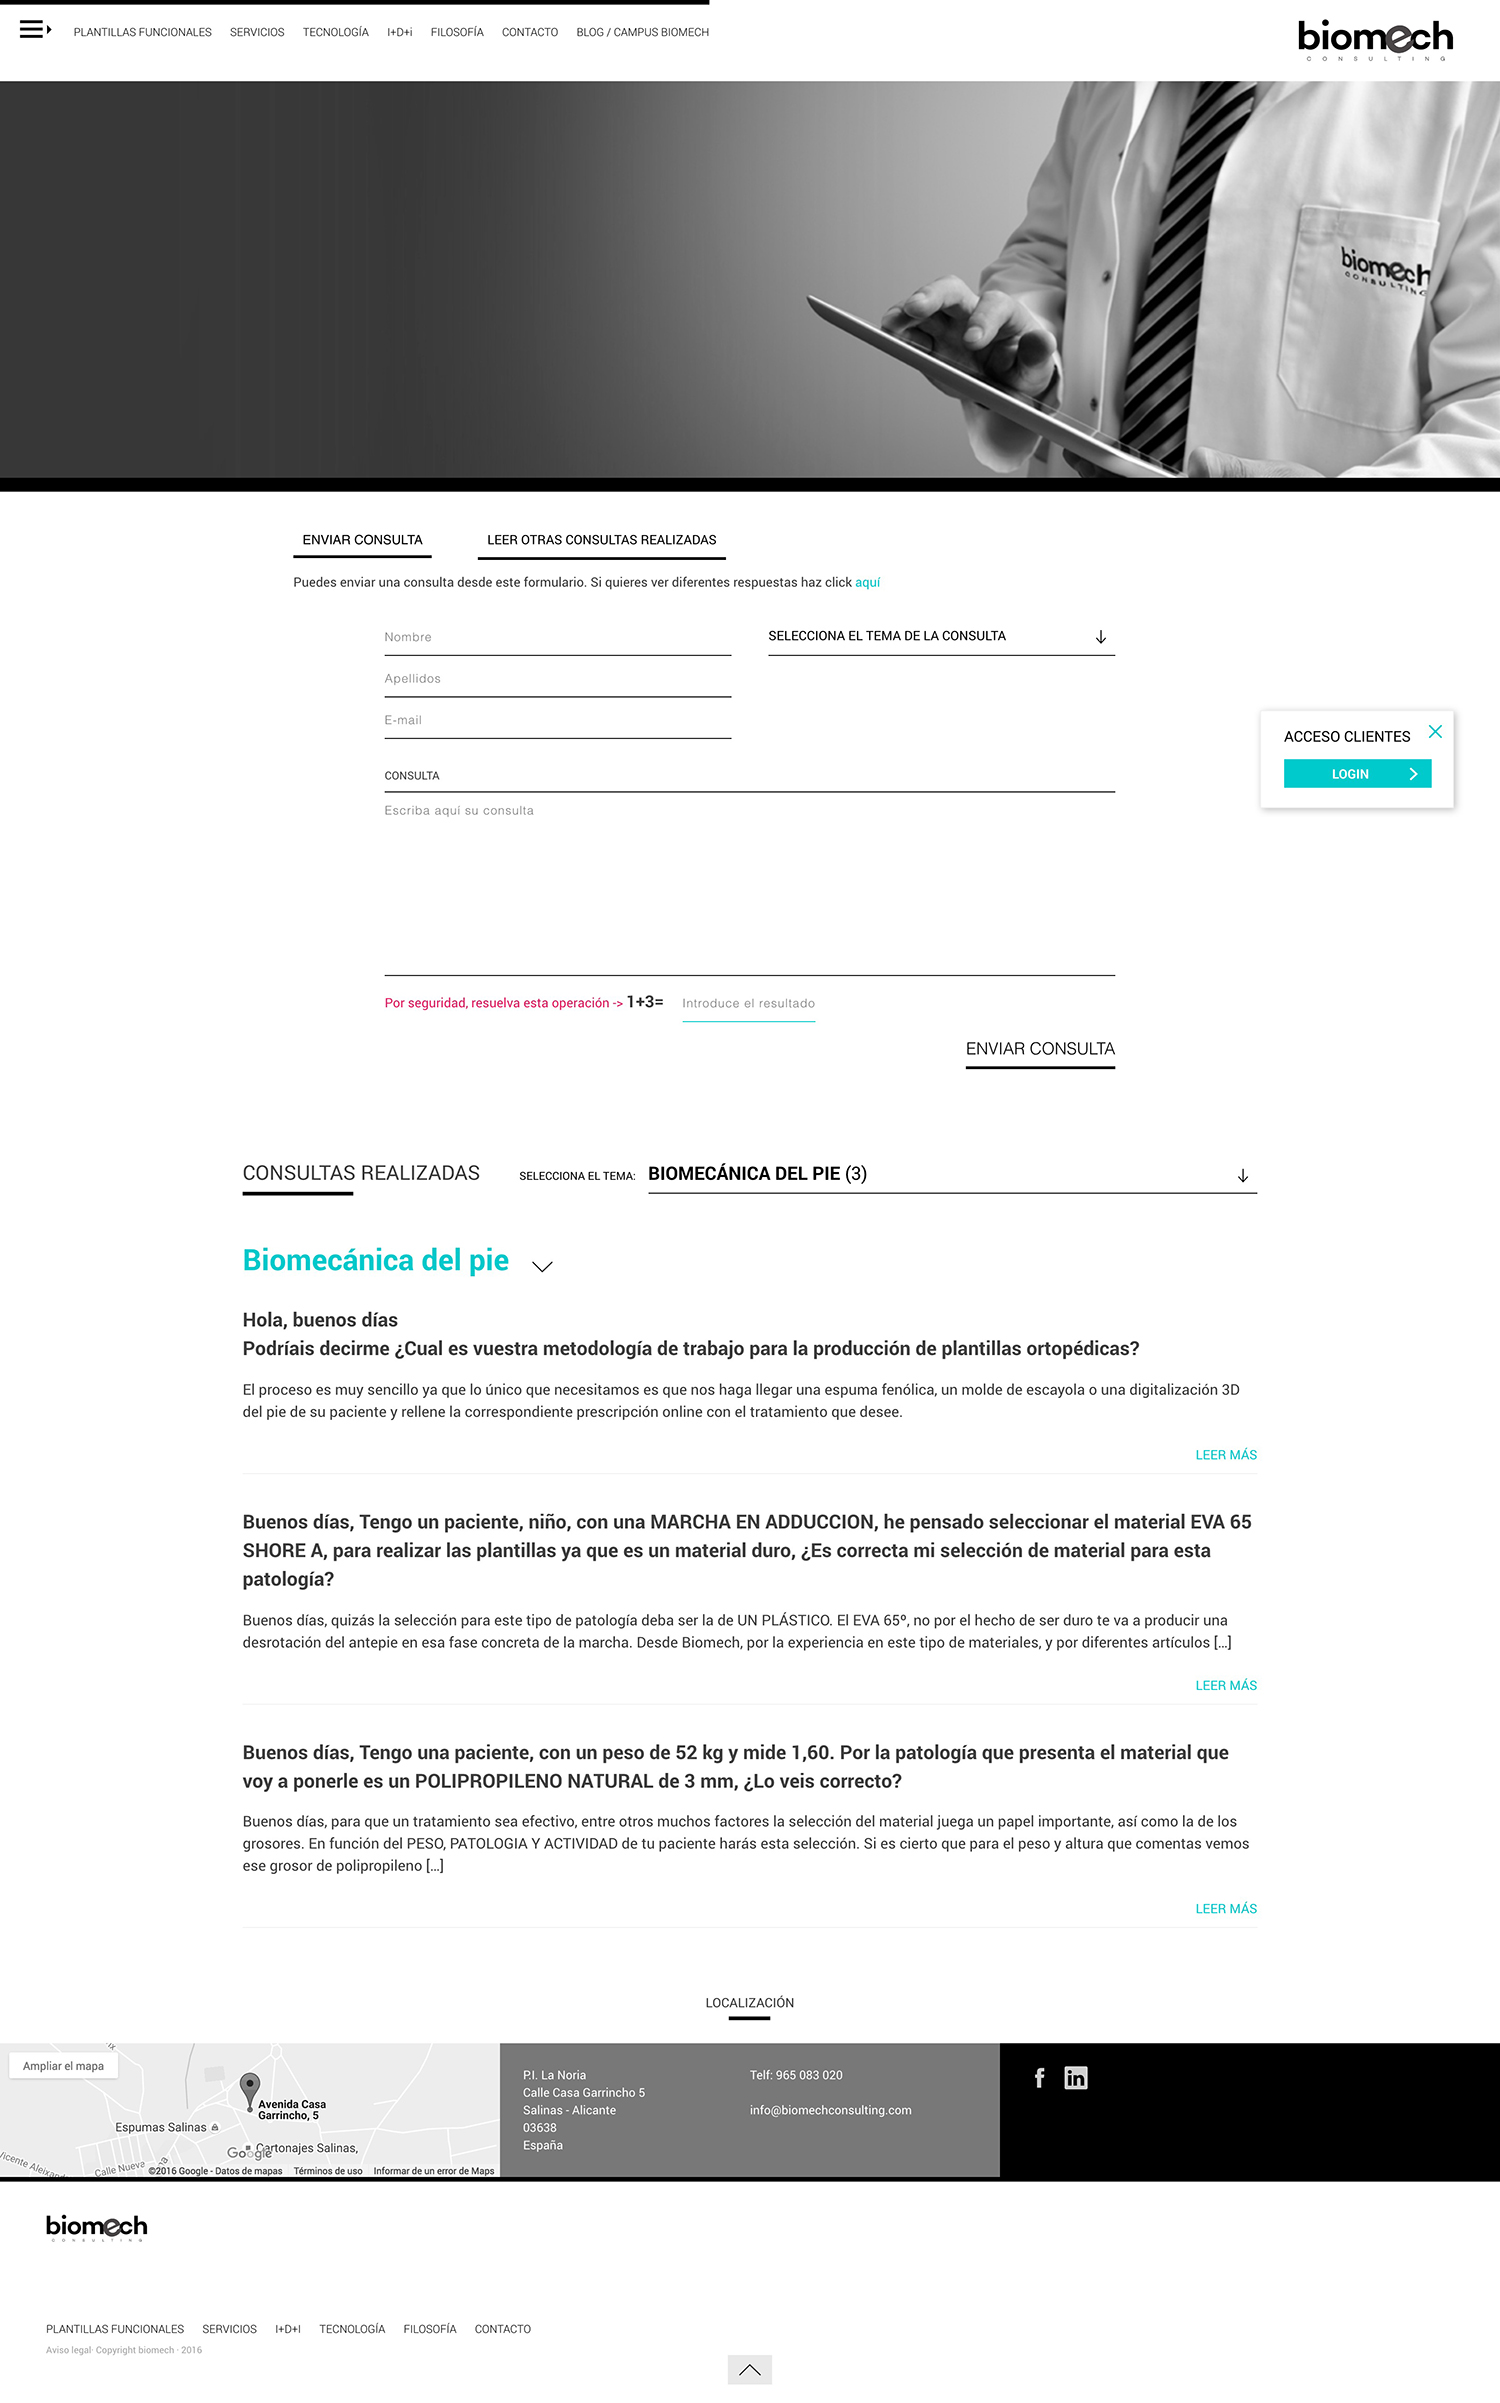 PLANTILLAS FUNCIONALES SERVICIOS TECNOLOGÍA I+D+i FILOSOFÍA CONTACTO BLOG / CAMPUS BIOMECH
biomech
CONSULTING
biomech
CONSULTING
ENVIAR CONSULTA LEER OTRAS CONSULTAS REALIZADAS
Puedes enviar una consulta desde este formulario. Si quieres ver diferentes respuestas haz click aquí
Nombre SELECCIONA EL TEMA DE LA CONSULTA
Apellidos
E-mail
ACCESO CLIENTES
LOGIN
CONSULTA
Escriba aquí su consulta
Por seguridad, resuelva esta operación -> 1+3= Introduce el resultado
ENVIAR CONSULTA
CONSULTAS REALIZADAS SELECCIONA EL TEMA: BIOMECÁNICA DEL PIE (3)
Biomecánica del pie
Hola, buenos días
Podríais decirme ¿Cual es vuestra metodología de trabajo para la producción de plantillas ortopédicas?
El proceso es muy sencillo ya que lo único que necesitamos es que nos haga llegar una espuma fenólica, un molde de escayola o una digitalización 3D
del pie de su paciente y rellene la correspondiente prescripción online con el tratamiento que desee.
LEER MÁS
Buenos días, Tengo un paciente, niño, con una MARCHA EN ADDUCCION, he pensado seleccionar el material EVA 65
SHORE A, para realizar las plantillas ya que es un material duro, ¿Es correcta mi selección de material para esta
patología?
Buenos días, quizás la selección para este tipo de patología deba ser la de UN PLÁSTICO. El EVA 65º, no por el hecho de ser duro te va a producir una
desrotación del antepie en esa fase concreta de la marcha. Desde Biomech, por la experiencia en este tipo de materiales, y por diferentes artículos [...]
LEER MÁS
Buenos días, Tengo una paciente, con un peso de 52 kg y mide 1,60. Por la patología que presenta el material que
voy a ponerle es un POLIPROPILENO NATURAL de 3 mm, ¿Lo veis correcto?
Buenos días, para que un tratamiento sea efectivo, entre otros muchos factores la selección del material juega un papel importante, así como la de los
grosores. En función del PESO, PATOLOGIA Y ACTIVIDAD de tu paciente harás esta selección. Si es cierto que para el peso y altura que comentas vemos
ese grosor de polipropileno [...]
LEER MÁS
LOCALIZACIÓN
Ampliar el mapa
Avenida Casa
Garrincho, 5
Espumas Salinas
Cartonajes Salinas,
Google
Vicente Aleixandre
Calle Nueva
©2016 Google - Datos de mapas Términos de uso Informar de un error de Maps
P.I. La Noria
Calle Casa Garrincho 5
Salinas - Alicante
03638
España
Telf: 965 083 020
info@biomechconsulting.com
f in
biomech
CONSULTING
PLANTILLAS FUNCIONALES SERVICIOS I+D+I TECNOLOGÍA FILOSOFÍA CONTACTO
Aviso legal· Copyright biomech · 2016